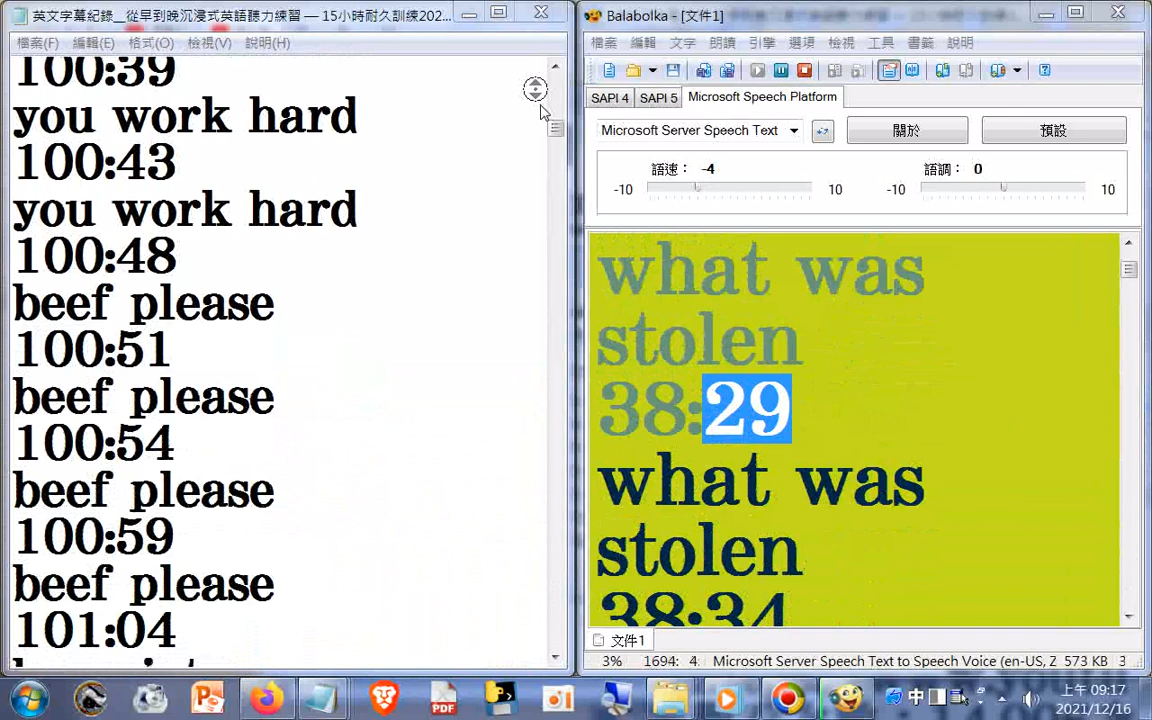 英文字幕紀錄__從早到晚沉浸式英語聽力練習 — 15小時耐久訓練202...
檔案(F) 編輯(E) 格式(O) 檢視(V) 說明(H)
100:39
you work hard
100:43
you work hard
100:48
beef please
100:51
beef please
100:54
beef please
100:59
beef please
101:04
Balabolka - [文件1]
檔案 編輯 文字 朗讀 引擎 選項 檢視 工具 書籤 說明
SAPI 4 SAPI 5 Microsoft Speech Platform
Microsoft Server Speech Text 關於 預設
語速： -4 語調： 0
-10 10 -10 10
what was
stolen
38:29
what was
stolen
38:34
文件1
3% 1694: 4: Microsoft Server Speech Text to Speech Voice (en-US, Z 573 KB 3
PDF 中 上午 09:17
2021/12/16